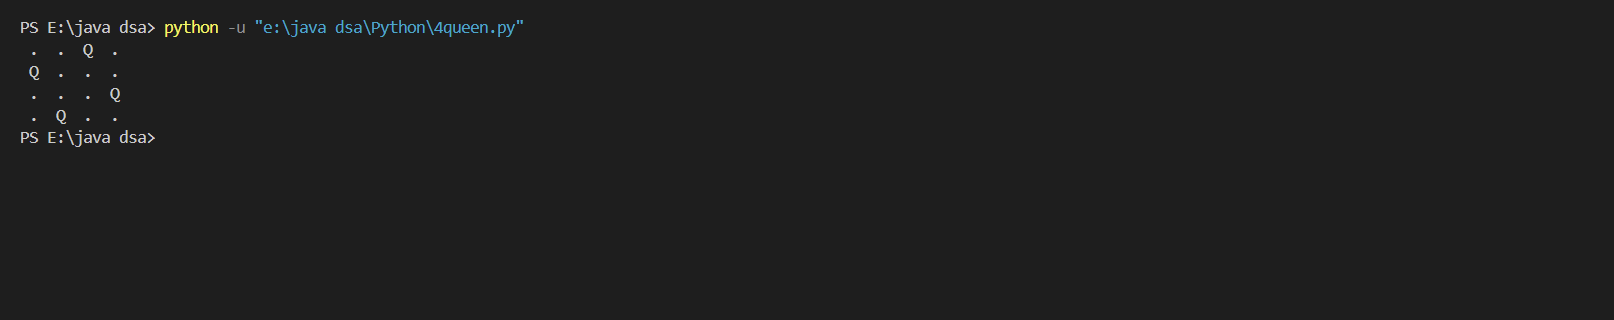 PS E:\java dsa> python -u "e:\java dsa\Python\4queen.py"
 .  .  Q  .
 Q  .  .  .
 .  .  .  Q
 .  Q  .  .
PS E:\java dsa>